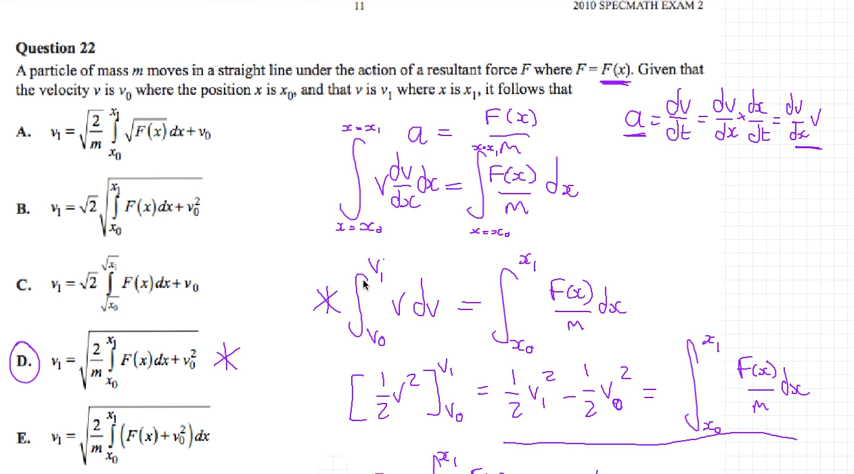 11 2010 SPECMATH EXAM 2
Question 22
A particle of mass m moves in a straight line under the action of a resultant force F where F = F(x). Given that
the velocity v is v₀ where the position x is x₀, and that v is v₁ where x is x₁, it follows that
A. v₁ = √(2/m) ∫_{x₀}^{x₁} √F(x) dx + v₀
B. v₁ = √2 √(∫_{x₀}^{x₁} F(x) dx + v₀²)
C. v₁ = √2 ∫_{√x₀}^{√x₁} F(x) dx + v₀
D. v₁ = √(2/m ∫_{x₀}^{x₁} F(x) dx + v₀²) *
E. v₁ = √(2/m ∫_{x₀}^{x₁} (F(x) + v₀²) dx)
a = dv/dt = dv/dx × dx/dt = dv/dx v
a = F(x)/m
∫_{x=x₀}^{x=x₁} v dv/dx dx = ∫_{x=x₀}^{x=x₁} F(x)/m dx
* ∫_{v₀}^{v₁} v dv = ∫_{x₀}^{x₁} F(x)/m dx
[½v²]_{v₀}^{v₁} = ½v₁² − ½v₀² = ∫_{x₀}^{x₁} F(x)/m dx
x₁